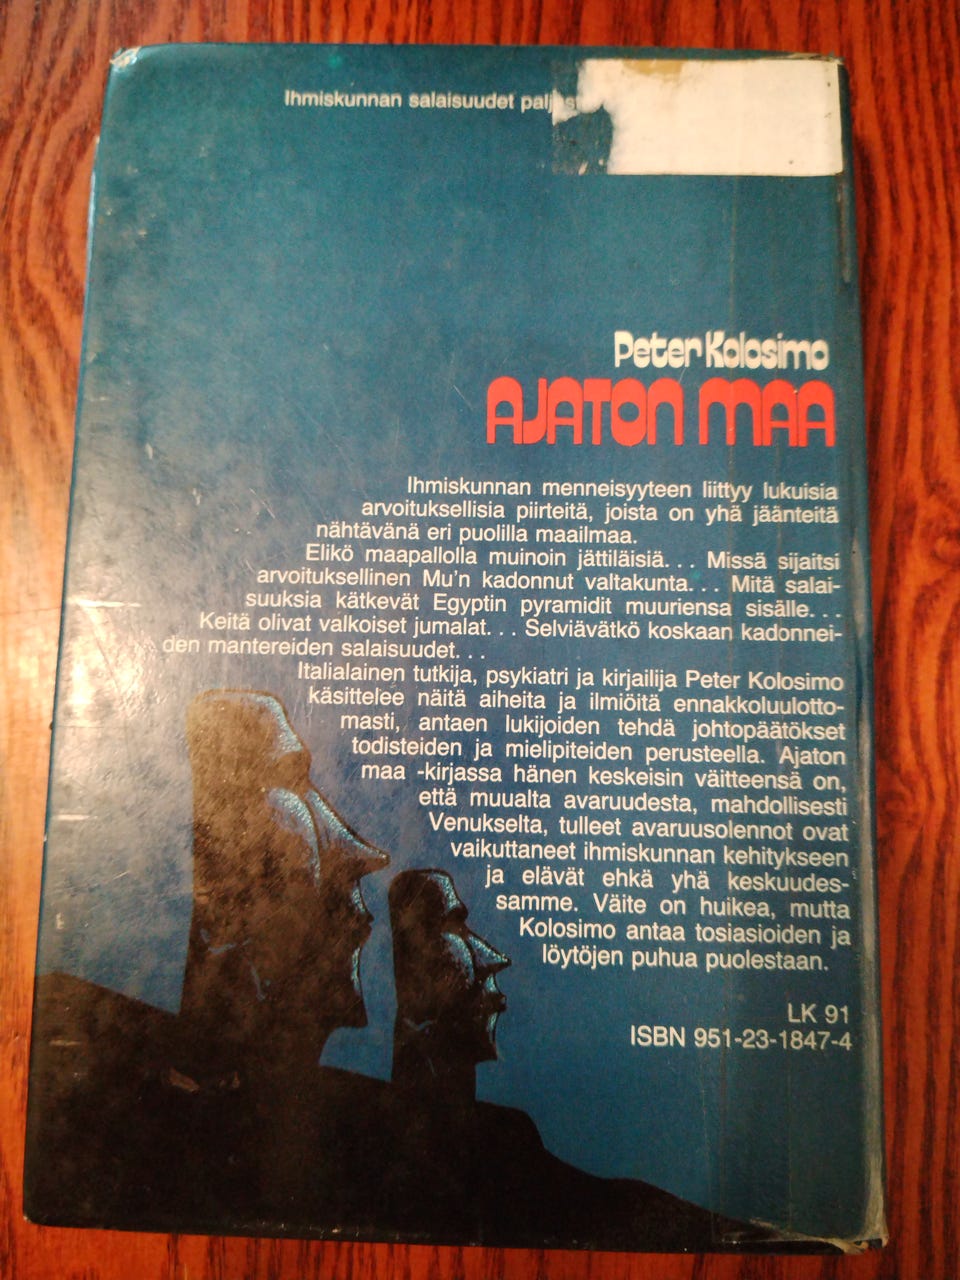 Ihmiskunnan salaisuudet
Peter Kolosimo
AJATON MAA
Ihmiskunnan menneisyyteen liittyy lukuisia
arvoituksellisia piirteitä, joista on yhä jäänteitä
nähtävänä eri puolilla maailmaa.
Elikö maapallolla muinoin jättiläisiä... Missä sijaitsi
arvoituksellinen Mu'n kadonnut valtakunta... Mitä salai-
suuksia kätkevät Egyptin pyramidit muuriensa sisälle...
Keitä olivat valkoiset jumalat... Selviävätkö koskaan kadonnei-
den mantereiden salaisuudet...
Italialainen tutkija, psykiatri ja kirjailija Peter Kolosimo
käsittelee näitä aiheita ja ilmiöitä ennakkoluulotto-
masti, antaen lukijoiden tehdä johtopäätökset
todisteiden ja mielipiteiden perusteella. Ajaton
maa -kirjassa hänen keskeisin väitteensä on,
että muualta avaruudesta, mahdollisesti
Venukselta, tulleet avaruusolennot ovat
vaikuttaneet ihmiskunnan kehitykseen
ja elävät ehkä yhä keskuudes-
samme. Väite on huikea, mutta
Kolosimo antaa tosiasioiden ja
löytöjen puhua puolestaan.
LK 91
ISBN 951-23-1847-4